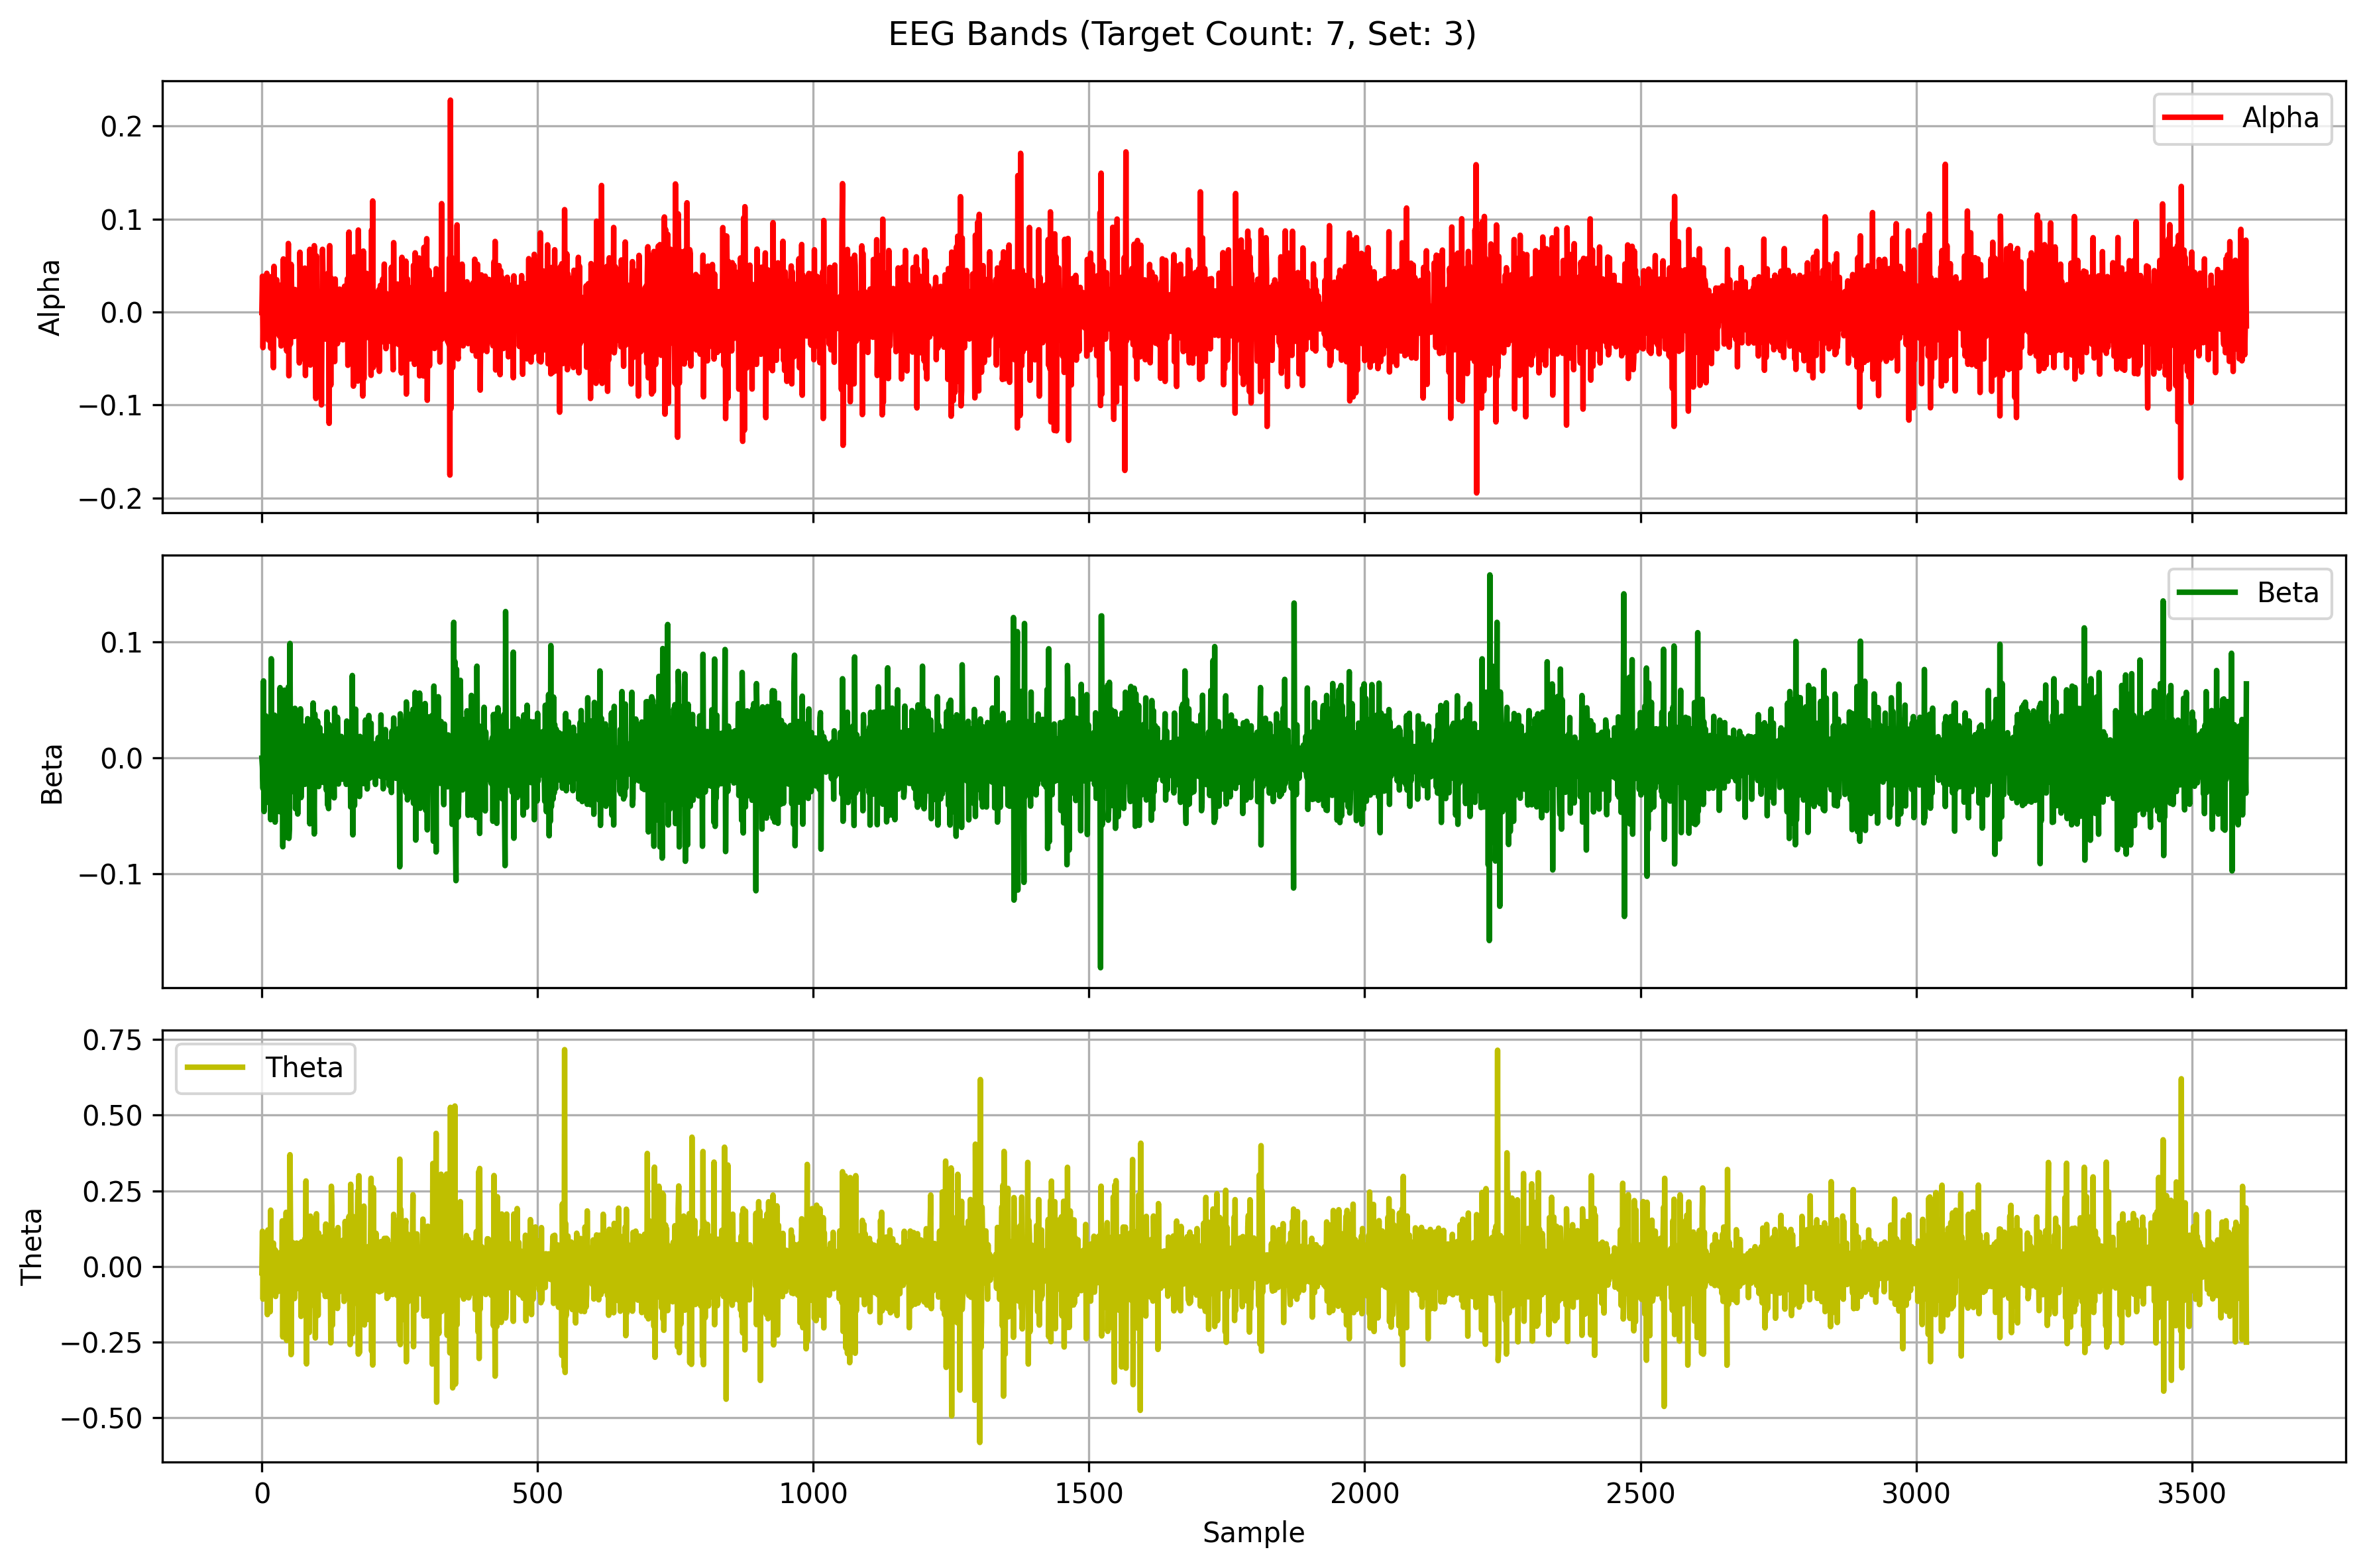 EEG Bands (Target Count: 7, Set: 3)
Alpha
0.2
0.1
0.0
−0.1
−0.2
Alpha
Beta
0.1
0.0
−0.1
Beta
Theta
0.75
0.50
0.25
0.00
−0.25
−0.50
Theta
0 500 1000 1500 2000 2500 3000 3500
Sample